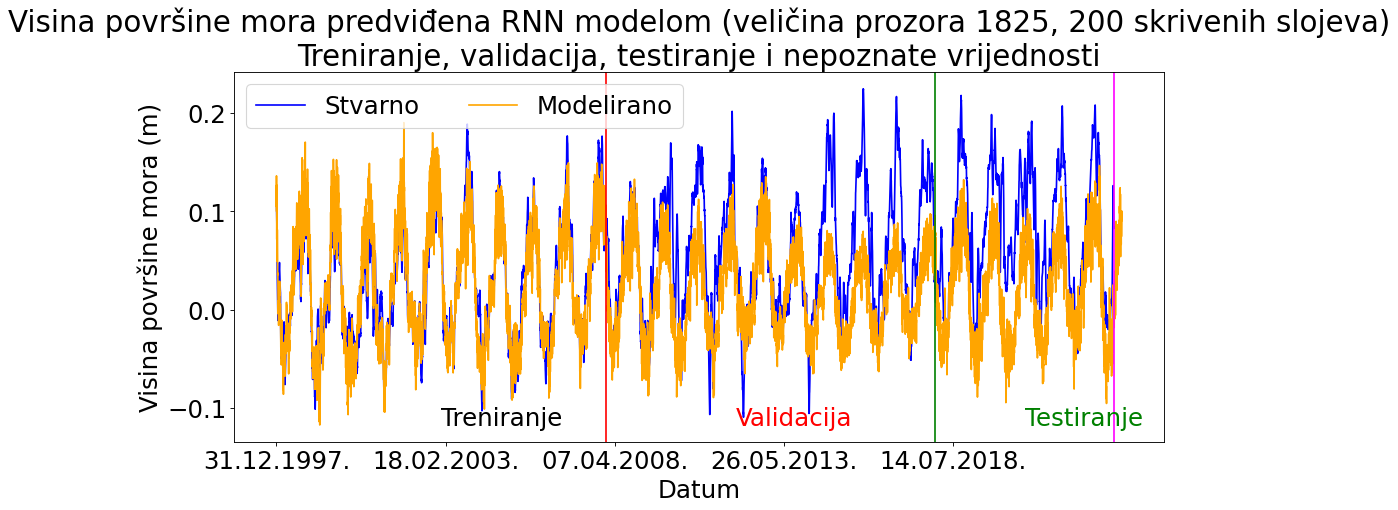 Visina površine mora predviđena RNN modelom (veličina prozora 1825, 200 skrivenih slojeva)
Treniranje, validacija, testiranje i nepoznate vrijednosti
Stvarno
Modelirano
Visina površine mora (m)
0.2
0.1
0.0
−0.1
Treniranje
Validacija
Testiranje
31.12.1997.
18.02.2003.
07.04.2008.
26.05.2013.
14.07.2018.
Datum